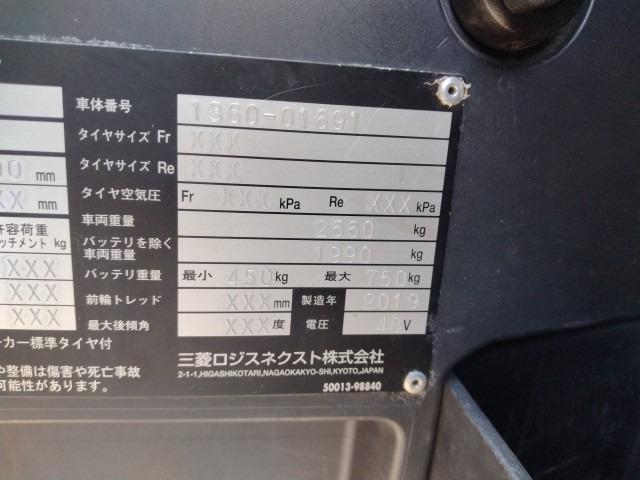 車体番号 1360-01691
タイヤサイズ Fr XXX
タイヤサイズ Re XXX
00 mm タイヤ空気圧 Fr XXX kPa Re XXX kPa
XX mm 車両重量 2560 kg
許容荷重 バッテリを除く
ッチメント kg 車両重量 1990 kg
XXX バッテリ重量 最小 450 kg 最大 750 kg
XXX 前輪トレッド XXX mm 製造年 2019
XXX 最大後傾角 XXX 度 電圧 48 V
ーカー標準タイヤ付
や整備は傷害や死亡事故
可能性があります。
三菱ロジスネクスト株式会社
2-1-1,HIGASHIKOTARI,NAGAOKAKYO-SHI,KYOTO,JAPAN
50013-98840